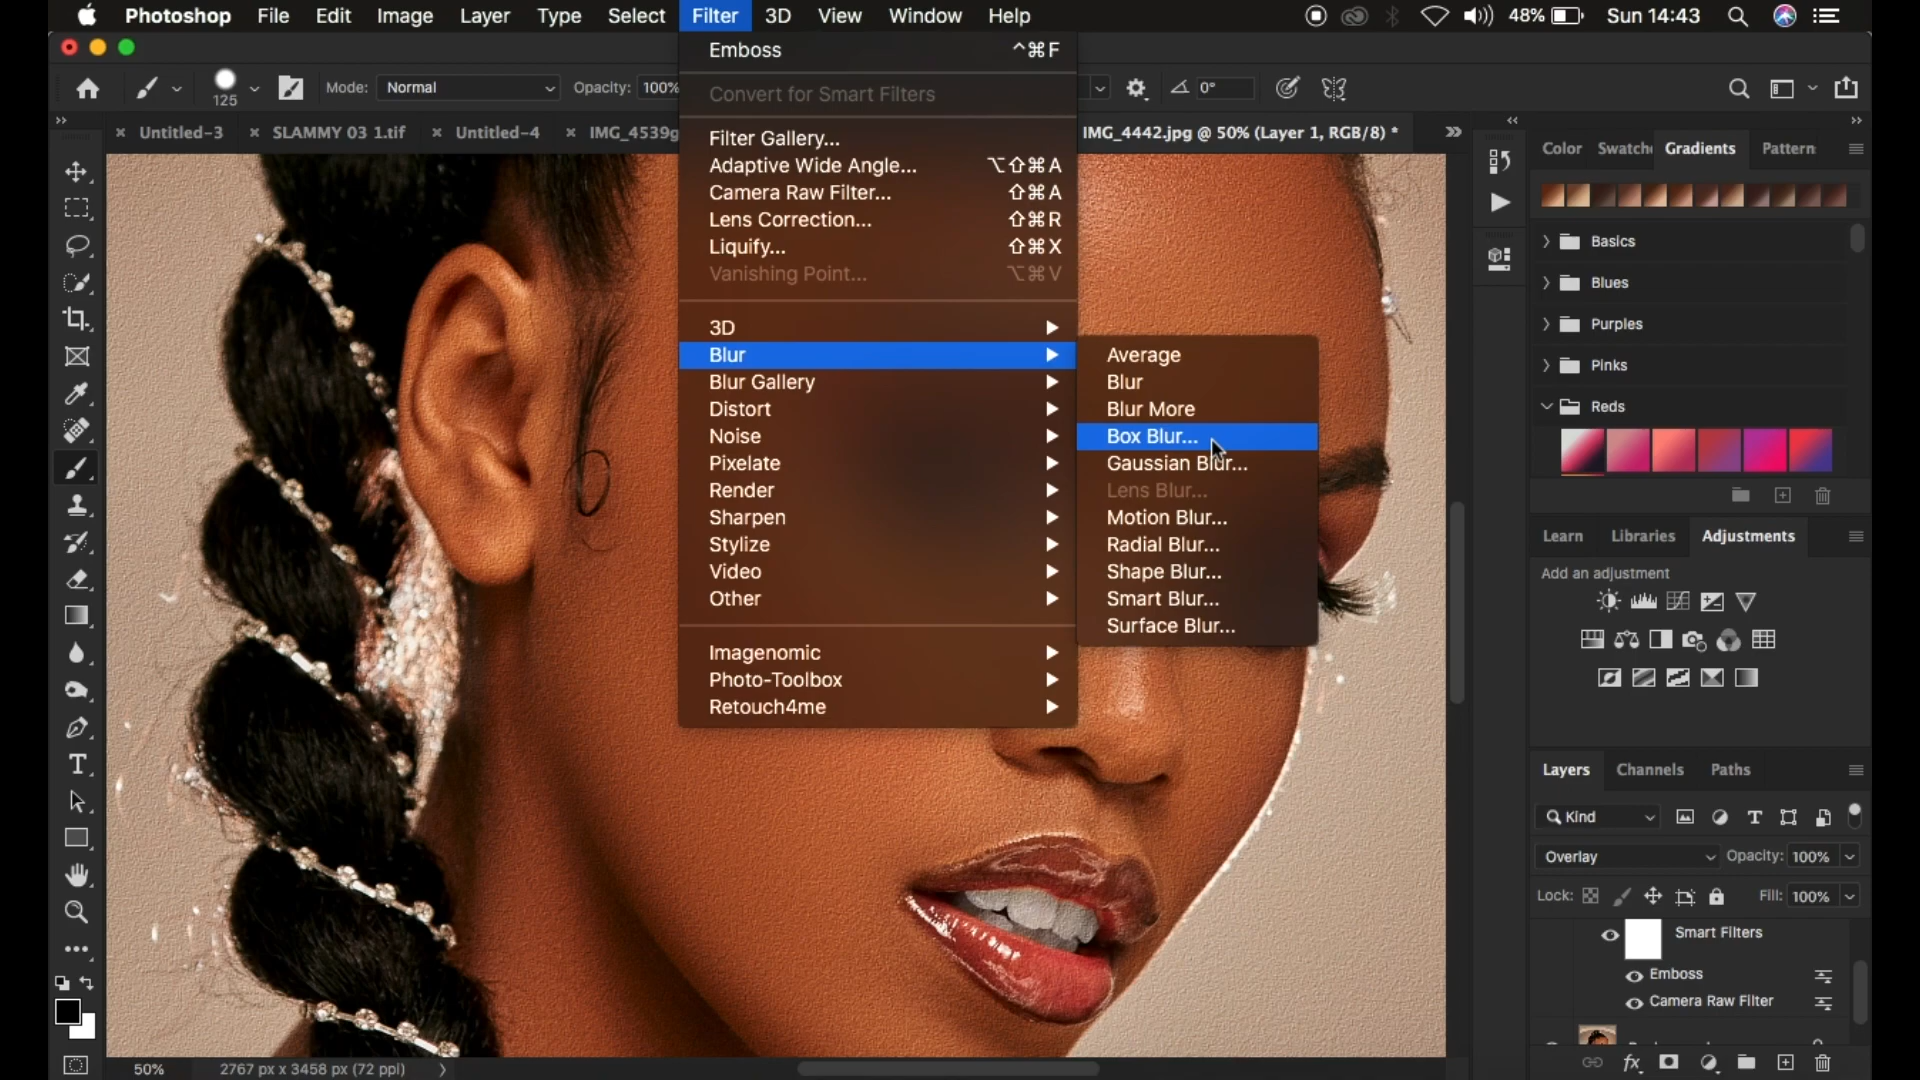 Photoshop File Edit Image Layer Type Select Filter 3D View Window Help 48% Sun 14:43
125 Mode: Normal Opacity: 100% 0°
Untitled-3 SLAMMY 03 1.tif Untitled-4 IMG_4539g IMG_4442.jpg @ 50% (Layer 1, RGB/8) *
Emboss ^⌘F
Convert for Smart Filters
Filter Gallery...
Adaptive Wide Angle... ⌥⇧⌘A
Camera Raw Filter... ⇧⌘A
Lens Correction... ⇧⌘R
Liquify... ⇧⌘X
Vanishing Point... ⌥⌘V
3D
Blur
Blur Gallery
Distort
Noise
Pixelate
Render
Sharpen
Stylize
Video
Other
Imagenomic
Photo-Toolbox
Retouch4me
Average
Blur
Blur More
Box Blur...
Gaussian Blur...
Lens Blur...
Motion Blur...
Radial Blur...
Shape Blur...
Smart Blur...
Surface Blur...
Color Swatche Gradients Pattern
Basics
Blues
Purples
Pinks
Reds
Learn Libraries Adjustments
Add an adjustment
Layers Channels Paths
Kind
Overlay Opacity: 100%
Lock: Fill: 100%
Smart Filters
Emboss
Camera Raw Filter
50% 2767 px x 3458 px (72 ppi)